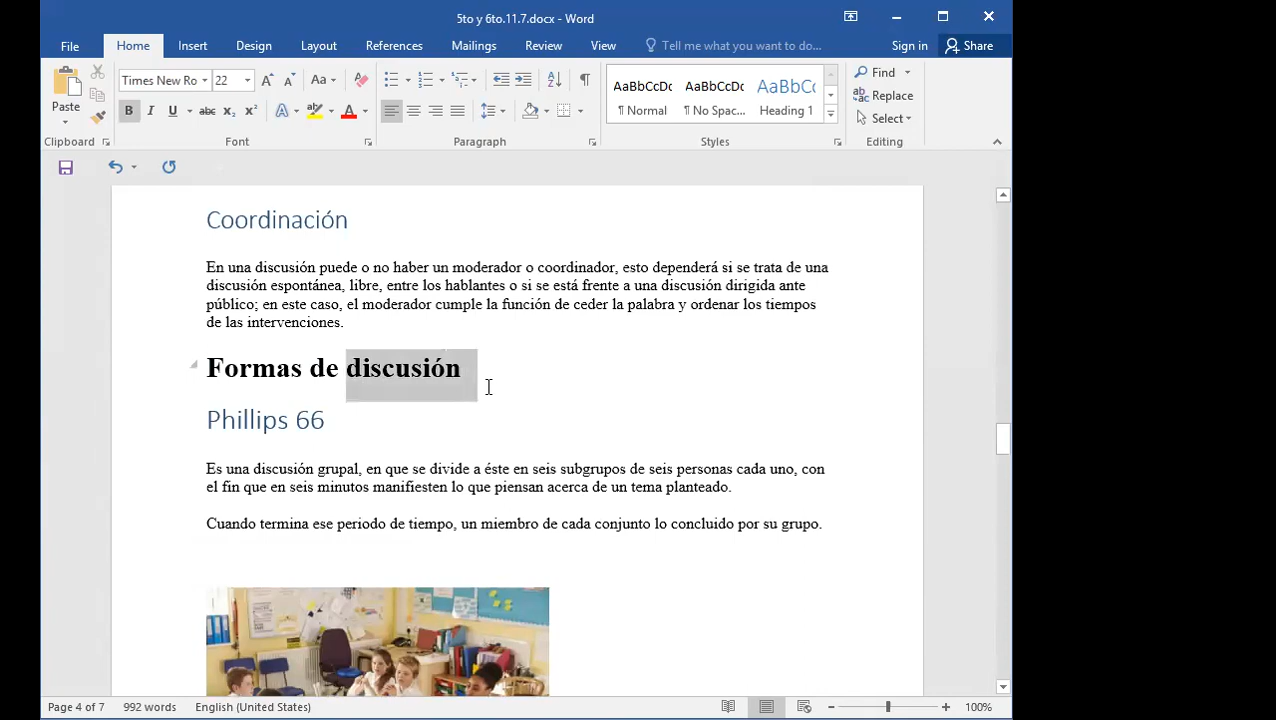 5to y 6to.11.7.docx - Word
File Home Insert Design Layout References Mailings Review View Tell me what you want to do... Sign in Share
Paste
Times New Ro 22 Aa
B I U abc x₂ x² A A
AaBbCcDc AaBbCcDc AaBbCc
¶ Normal ¶ No Spac... Heading 1
Find
Replace
Select
Clipboard Font Paragraph Styles Editing
Coordinación
En una discusión puede o no haber un moderador o coordinador, esto dependerá si se trata de una
discusión espontánea, libre, entre los hablantes o si se está frente a una discusión dirigida ante
público; en este caso, el moderador cumple la función de ceder la palabra y ordenar los tiempos
de las intervenciones.
Formas de discusión
Phillips 66
Es una discusión grupal, en que se divide a éste en seis subgrupos de seis personas cada uno, con
el fin que en seis minutos manifiesten lo que piensan acerca de un tema planteado.
Cuando termina ese periodo de tiempo, un miembro de cada conjunto lo concluido por su grupo.
Page 4 of 7 992 words English (United States) 100%